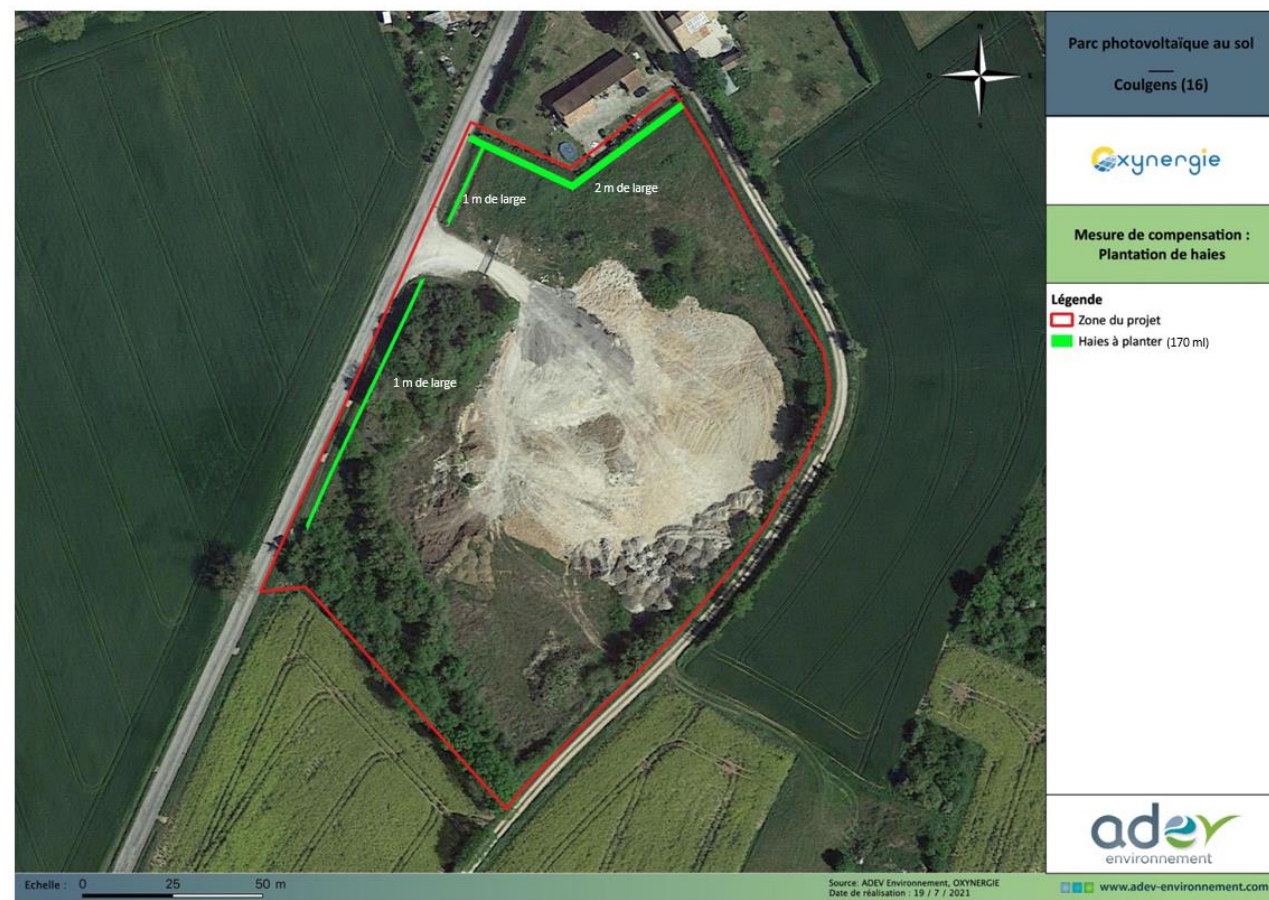 Parc photovoltaïque au sol
Coulgens (16)
Oxynergie
Mesure de compensation :
Plantation de haies
Légende
Zone du projet
Haies à planter (170 ml)
N
O
E
S
2 m de large
1 m de large
1 m de large
adev
environnement
Echelle : 0 25 50 m
Source: ADEV Environnement, OXYNERGIE
Date de réalisation : 19 / 7 / 2021
www.adev-environnement.com